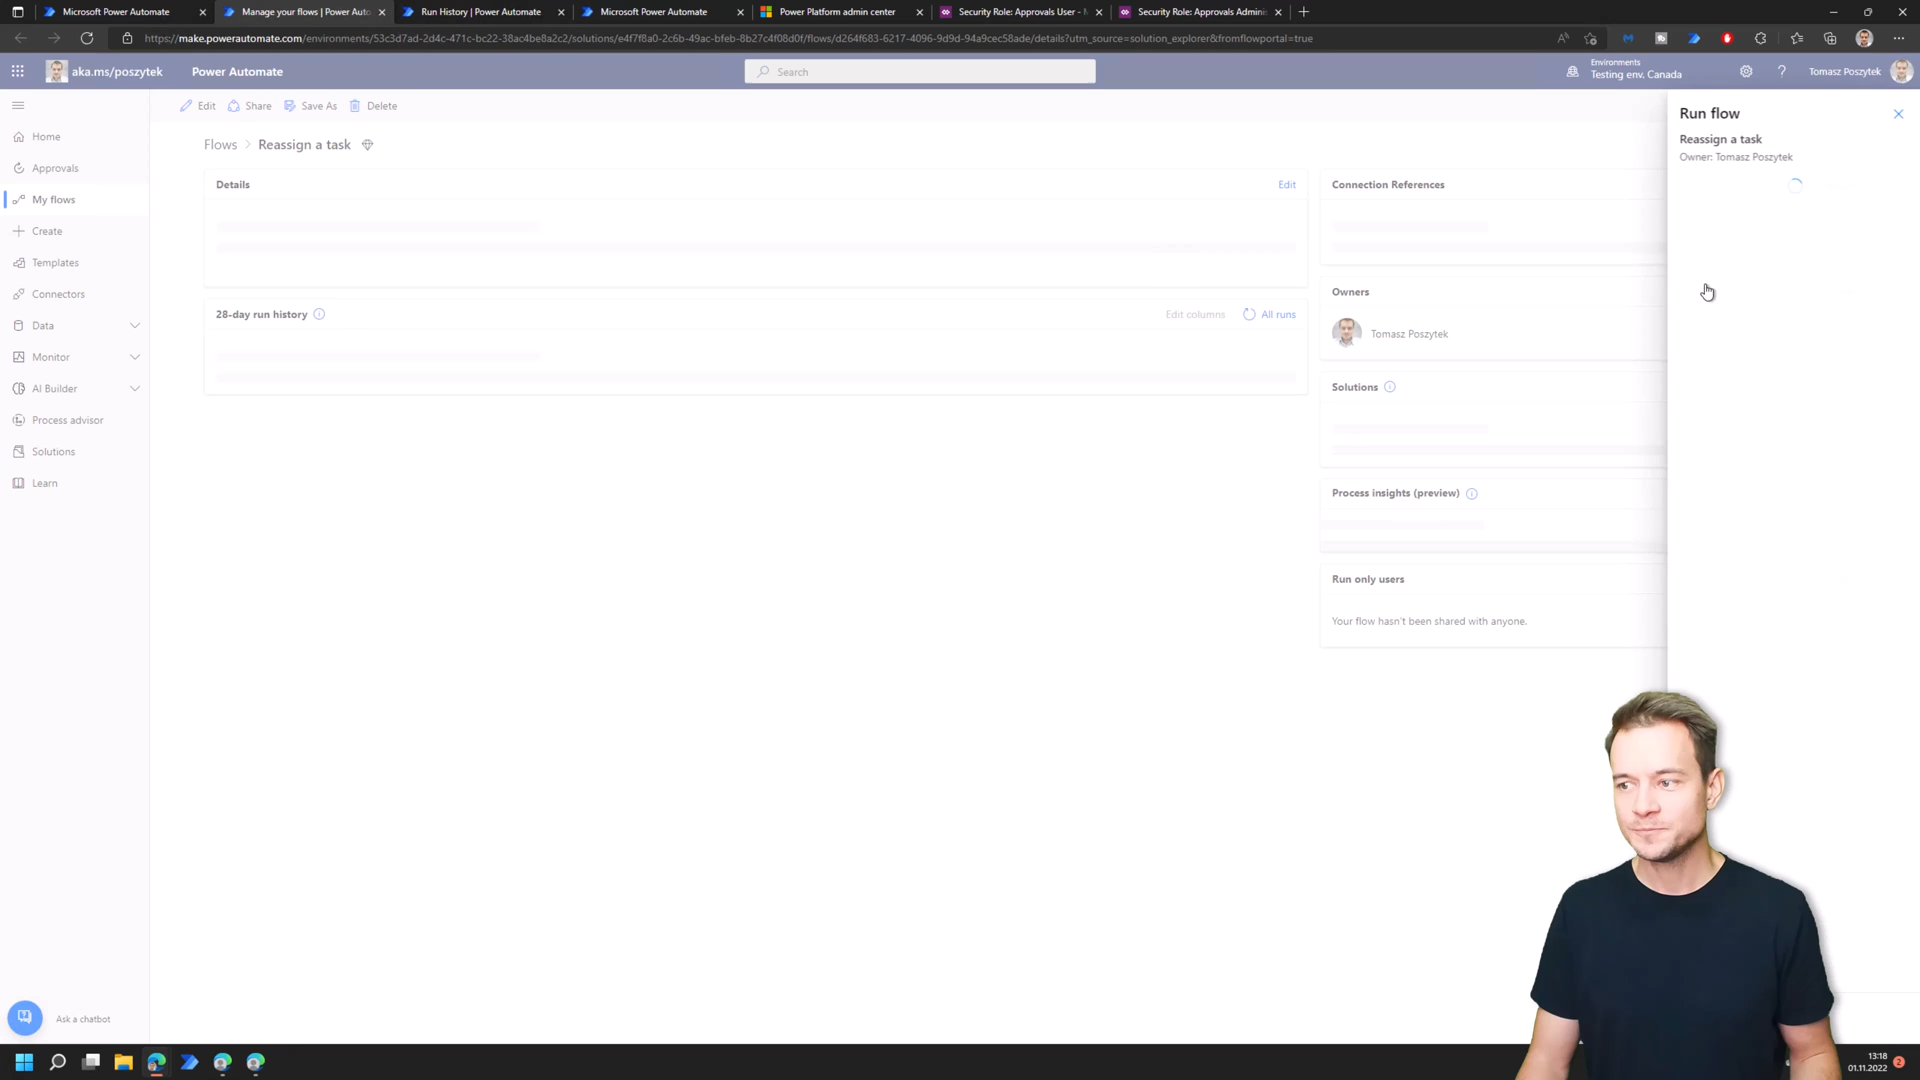 Microsoft Power Automate
Manage your flows | Power Auto
Run History | Power Automate
Microsoft Power Automate
Power Platform admin center
Security Role: Approvals User -
Security Role: Approvals Admini
https://make.powerautomate.com/environments/53c3d7ad-2d4c-471c-bc22-38ac4be8a2c2/solutions/e4f7f8a0-2c6b-49ac-bfeb-8b27c4f08d0f/flows/d264f683-6217-4096-9d9d-94a9cec58ade/details?utm_source=solution_explorer&fromflowportal=true
aka.ms/poszytek
Power Automate
Search
Environments
Testing env. Canada
Tomasz Poszytek
Home
Approvals
My flows
Create
Templates
Connectors
Data
Monitor
AI Builder
Process advisor
Solutions
Learn
Ask a chatbot
Edit
Share
Save As
Delete
Flows > Reassign a task
Details
Edit
28-day run history
Edit columns
All runs
Connection References
Owners
Tomasz Poszytek
Solutions
Process insights (preview)
Run only users
Your flow hasn't been shared with anyone.
Run flow
Reassign a task
Owner: Tomasz Poszytek
13:18
01.11.2022
2